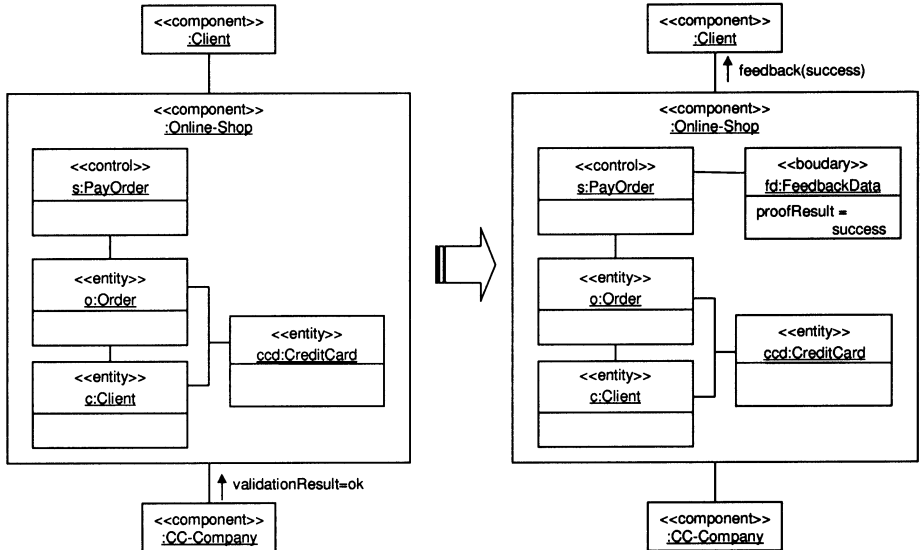 <<component>>
:Client
<<component>>
:Online-Shop
<<control>>
s:PayOrder
<<entity>>
o:Order
<<entity>>
ccd:CreditCard
<<entity>>
c:Client
validationResult=ok
<<component>>
:CC-Company
<<component>>
:Client
feedback(success)
<<component>>
:Online-Shop
<<control>>
s:PayOrder
<<boudary>>
fd:FeedbackData
proofResult =
success
<<entity>>
o:Order
<<entity>>
ccd:CreditCard
<<entity>>
c:Client
<<component>>
:CC-Company